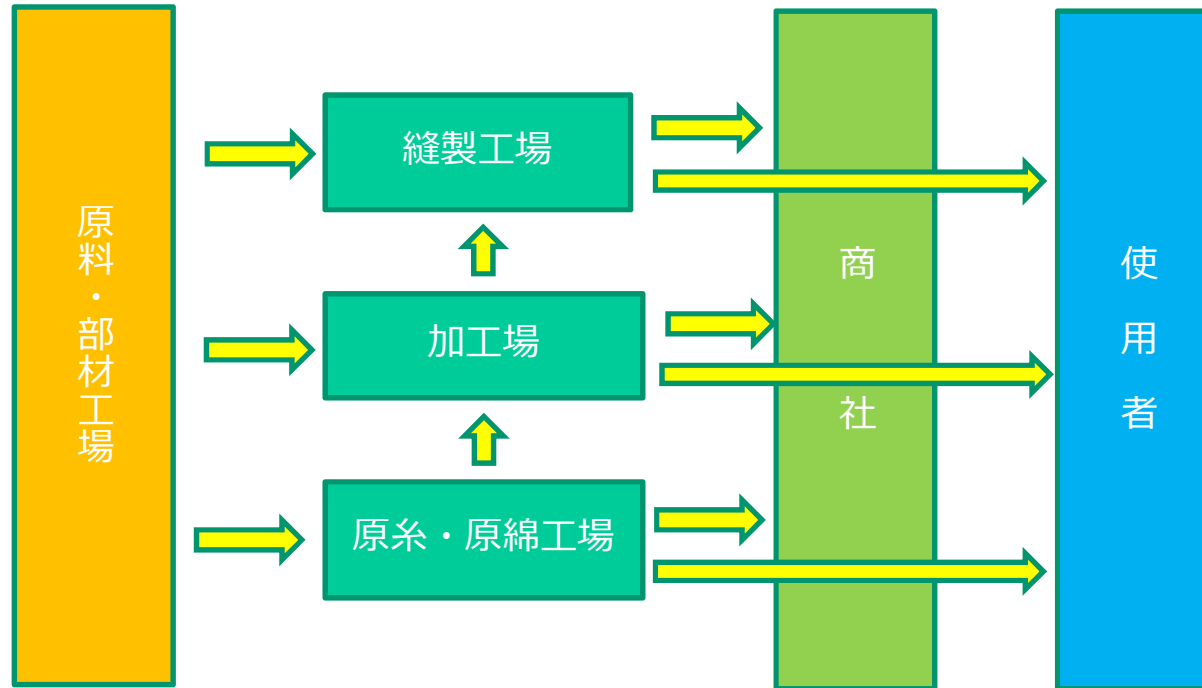 原料・部材工場
縫製工場
加工場
原糸・原綿工場
商社
使用者